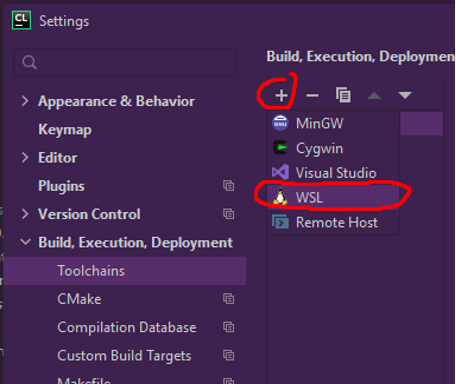 CL Settings
Build, Execution, Deploymen
Appearance & Behavior
Keymap
Editor
Plugins
Version Control
Build, Execution, Deployment
Toolchains
CMake
Compilation Database
Custom Build Targets
Makefile
GNU MinGW
Cygwin
Visual Studio
WSL
Remote Host